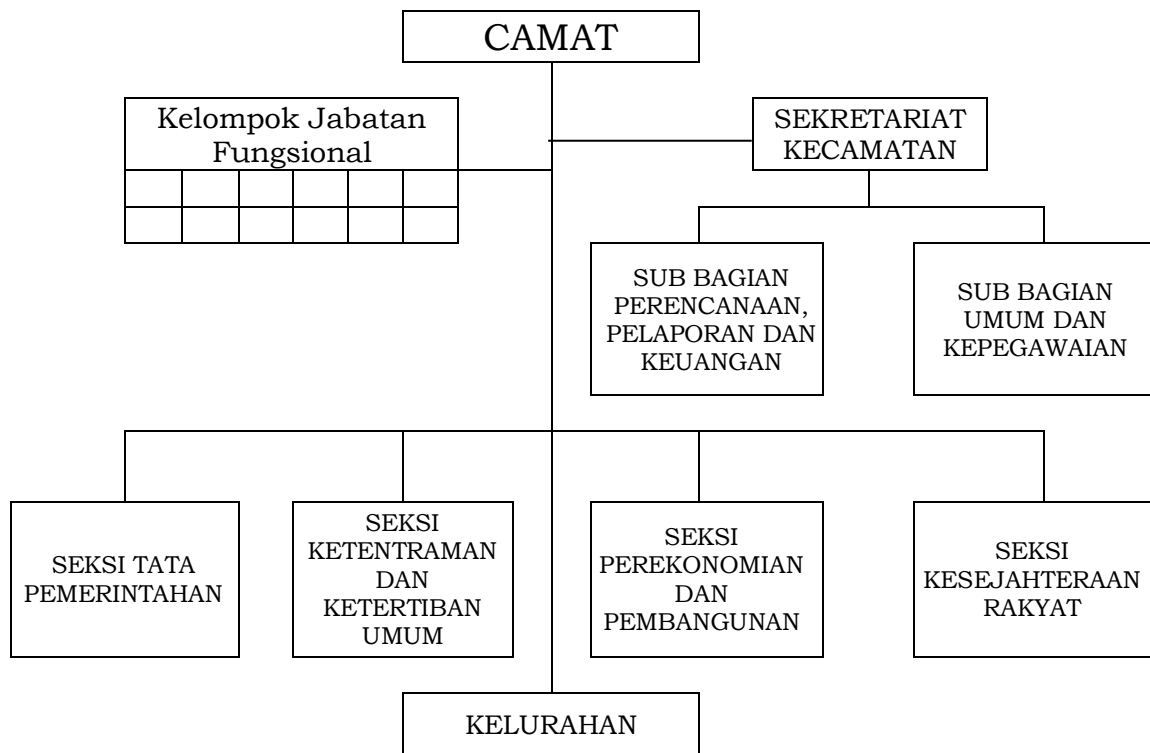 CAMAT
Kelompok Jabatan
Fungsional
SEKRETARIAT
KECAMATAN
SUB BAGIAN
PERENCANAAN,
PELAPORAN DAN
KEUANGAN
SUB BAGIAN
UMUM DAN
KEPEGAWAIAN
SEKSI TATA
PEMERINTAHAN
SEKSI
KETENTRAMAN
DAN
KETERTIBAN
UMUM
SEKSI
PEREKONOMIAN
DAN
PEMBANGUNAN
SEKSI
KESEJAHTERAAN
RAKYAT
KELURAHAN